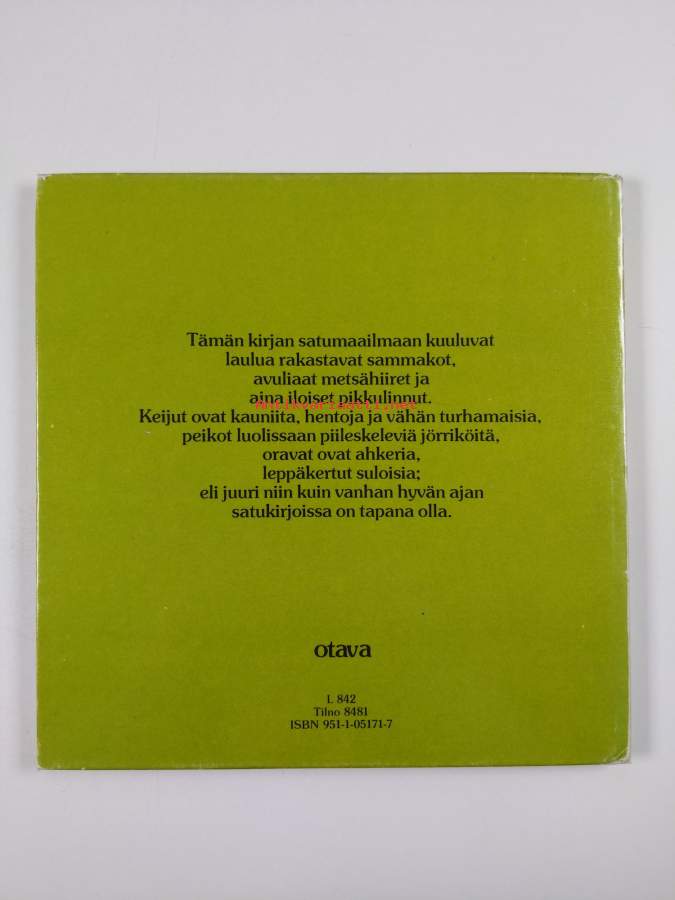 Tämän kirjan satumaailmaan kuuluvat
laulua rakastavat sammakot,
avuliaat metsähiiret ja
aina iloiset pikkulinnut.
Antikvariaatti.net
Keijut ovat kauniita, hentoja ja vähän turhamaisia,
peikot luolissaan piileskeleviä jörriköitä,
oravat ovat ahkeria,
leppäkertut suloisia;
eli juuri niin kuin vanhan hyvän ajan
satukirjoissa on tapana olla.
otava
L 842
Tilno 8481
ISBN 951-1-05171-7